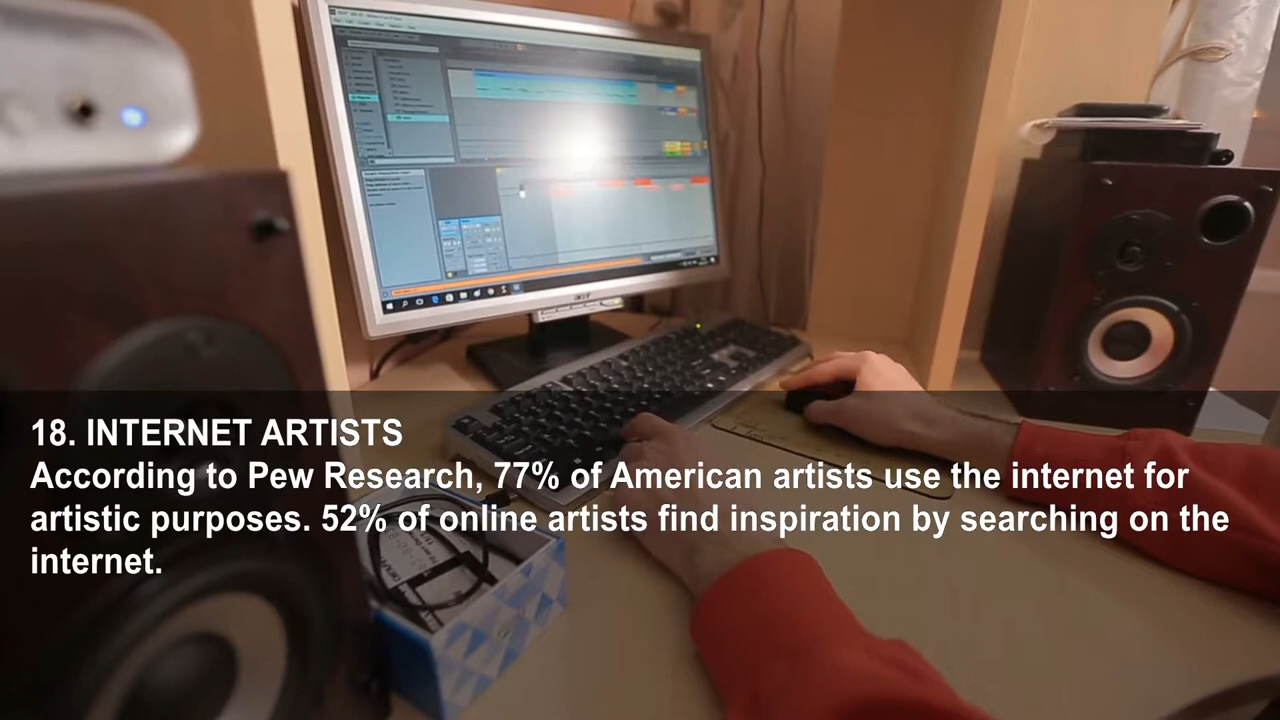 18. INTERNET ARTISTS
According to Pew Research, 77% of American artists use the internet for
artistic purposes. 52% of online artists find inspiration by searching on the
internet.
acer